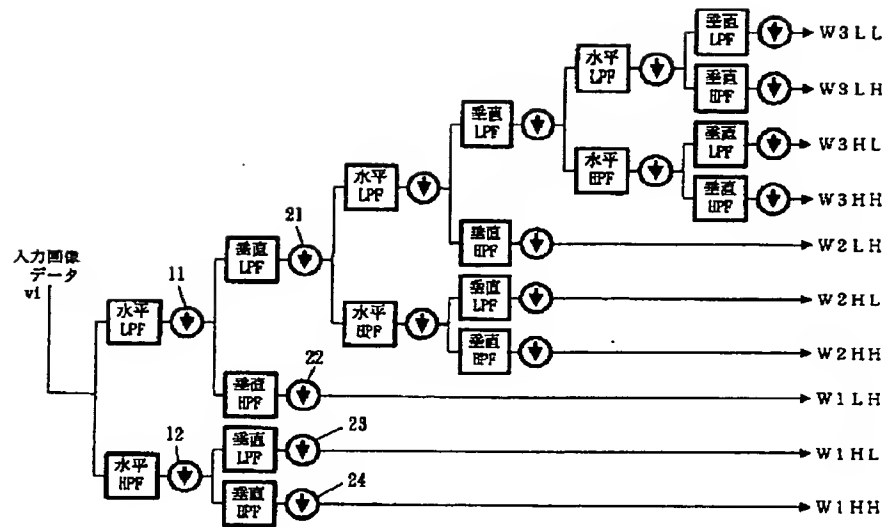 垂直
LPF
W3LL
水平
LPF
垂直
HPF
W3LH
垂直
LPF
垂直
LPF
W3HL
水平
HPF
垂直
HPF
W3HH
水平
LPF
21
垂直
LPF
垂直
HPF
W2LH
入力画像
データ
vi
11
水平
LPF
水平
HPF
垂直
LPF
W2HL
垂直
HPF
W2HH
22
垂直
HPF
W1LH
12
水平
HPF
23
垂直
LPF
W1HL
24
垂直
HPF
W1HH